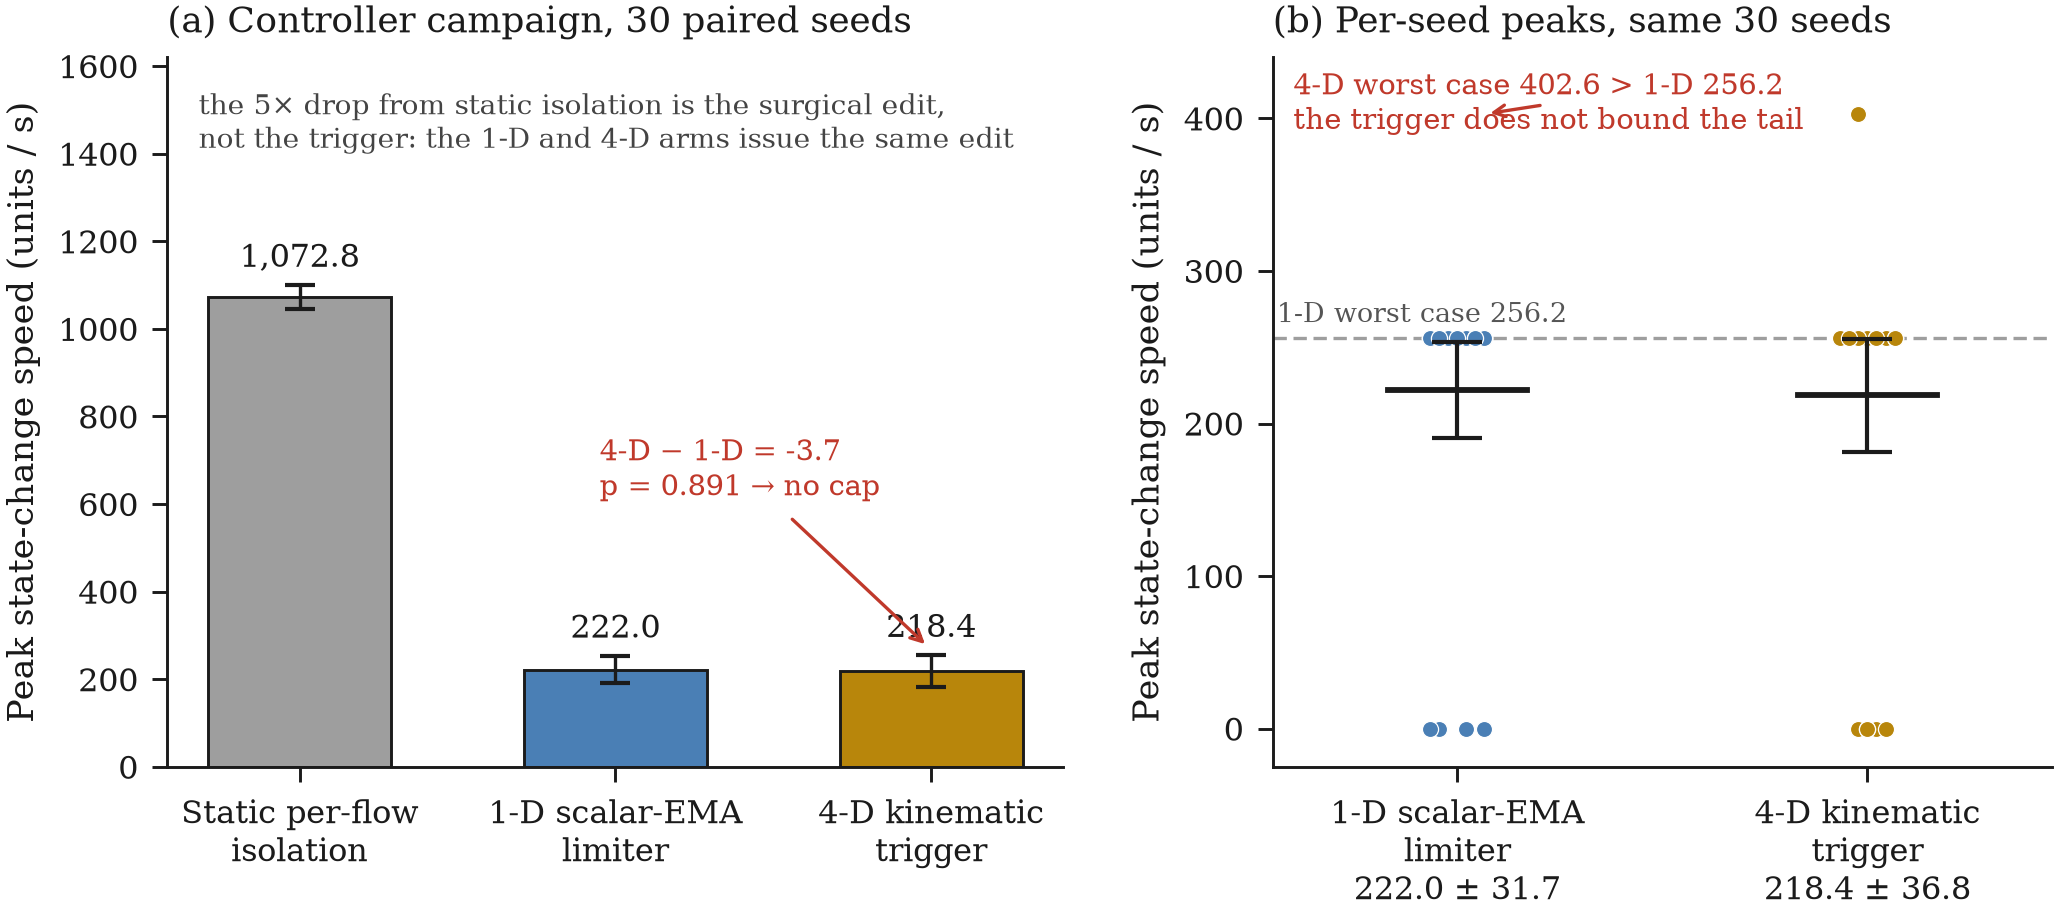 (a) Controller campaign, 30 paired seeds
Peak state-change speed (units / s)
1600
1400
1200
1000
800
600
400
200
0
the 5× drop from static isolation is the surgical edit,
not the trigger: the 1-D and 4-D arms issue the same edit
1,072.8
4-D − 1-D = -3.7
p = 0.891 → no cap
222.0
218.4
Static per-flow
isolation
1-D scalar-EMA
limiter
4-D kinematic
trigger
(b) Per-seed peaks, same 30 seeds
Peak state-change speed (units / s)
400
300
200
100
0
4-D worst case 402.6 > 1-D 256.2
the trigger does not bound the tail
1-D worst case 256.2
1-D scalar-EMA
limiter
222.0 ± 31.7
4-D kinematic
trigger
218.4 ± 36.8